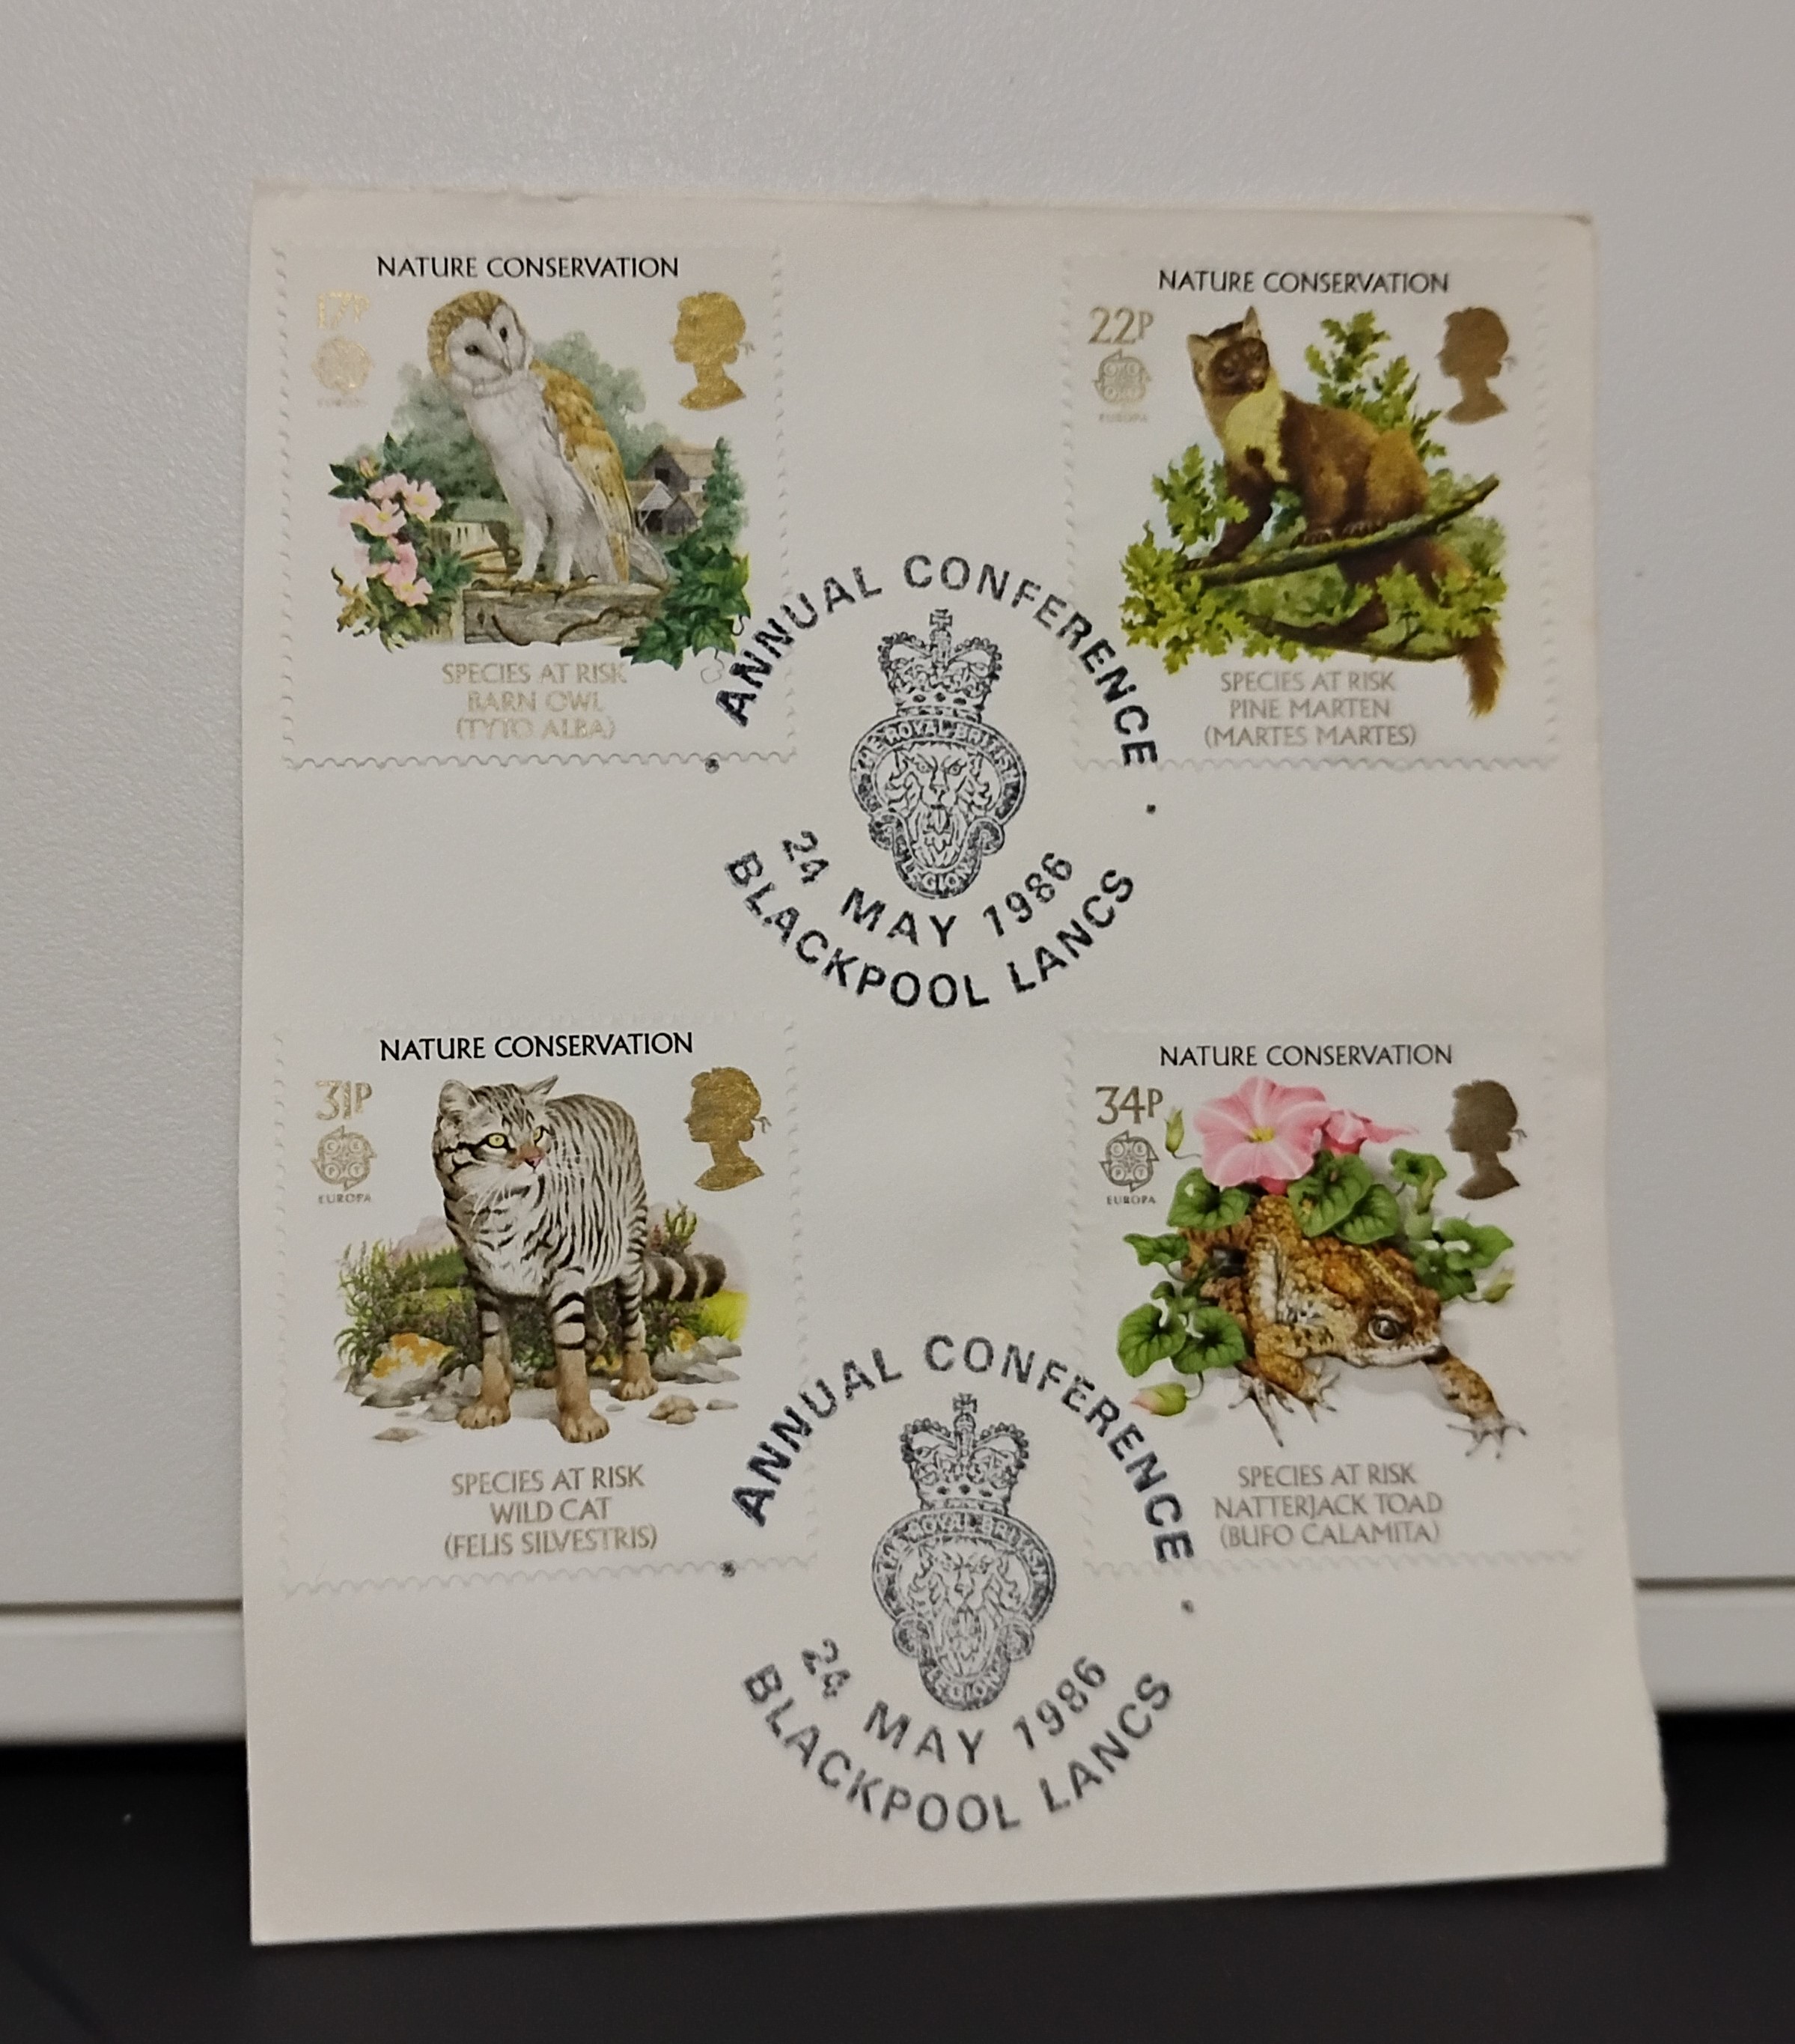 NATURE CONSERVATION
17P
EUROPA
SPECIES AT RISK
BARN OWL
(TYTO ALBA)
NATURE CONSERVATION
22P
EUROPA
SPECIES AT RISK
PINE MARTEN
(MARTES MARTES)
ANNUAL CONFERENCE
THE ROYAL BRITISH
LEGION
24 MAY 1986
BLACKPOOL LANCS
NATURE CONSERVATION
31P
CEPT
EUROPA
SPECIES AT RISK
WILD CAT
(FELIS SILVESTRIS)
NATURE CONSERVATION
34P
CEPT
EUROPA
SPECIES AT RISK
NATTERJACK TOAD
(BUFO CALAMITA)
ANNUAL CONFERENCE
THE ROYAL BRITISH
LEGION
24 MAY 1986
BLACKPOOL LANCS